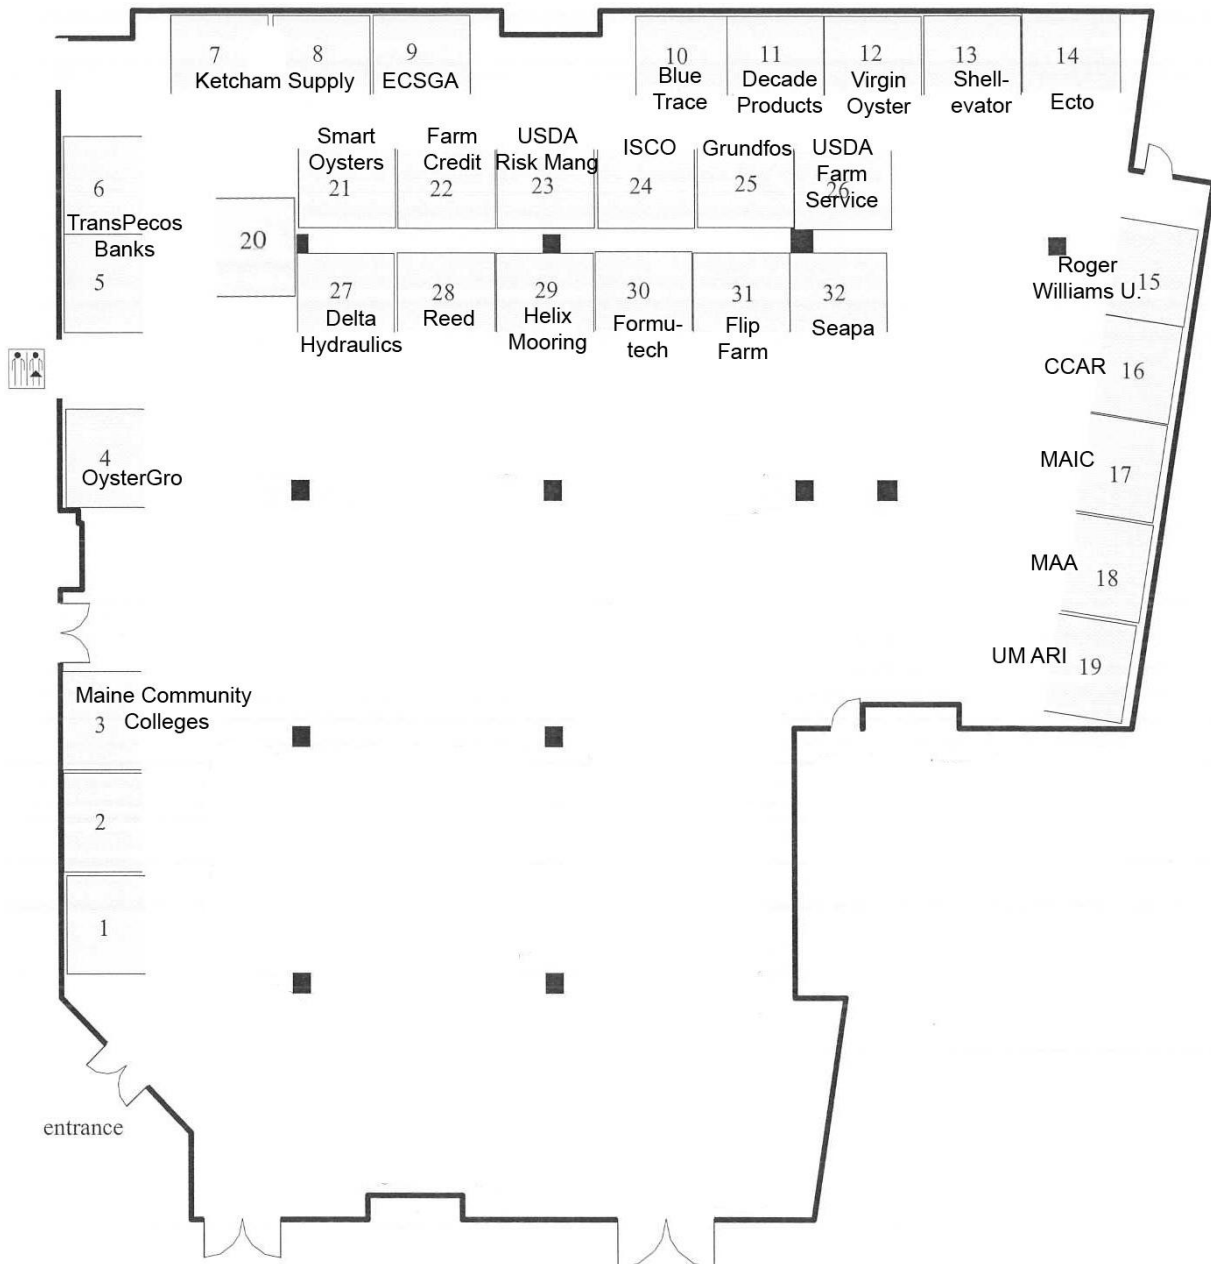 7
8
9
Ketcham Supply
ECSGA
10
Blue
Trace
11
Decade
Products
12
Virgin
Oyster
13
Shell-
evator
14
Ecto
Smart
Oysters
21
Farm
Credit
22
USDA
Risk Mang
23
ISCO
24
Grundfos
25
USDA
Farm
Service
26
6
TransPecos
Banks
5
20
27
Delta
Hydraulics
28
Reed
29
Helix
Mooring
30
Formu-
tech
31
Flip
Farm
32
Seapa
Roger
Williams U.
15
CCAR
16
4
OysterGro
MAIC
17
MAA
18
UM ARI
19
Maine Community
Colleges
3
2
1
entrance